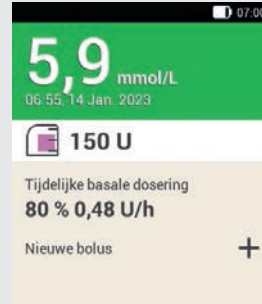 07:00
5,9 mmol/L
06:55, 14 Jan. 2023
150 U
Tijdelijke basale dosering
80 % 0,48 U/h
Nieuwe bolus +